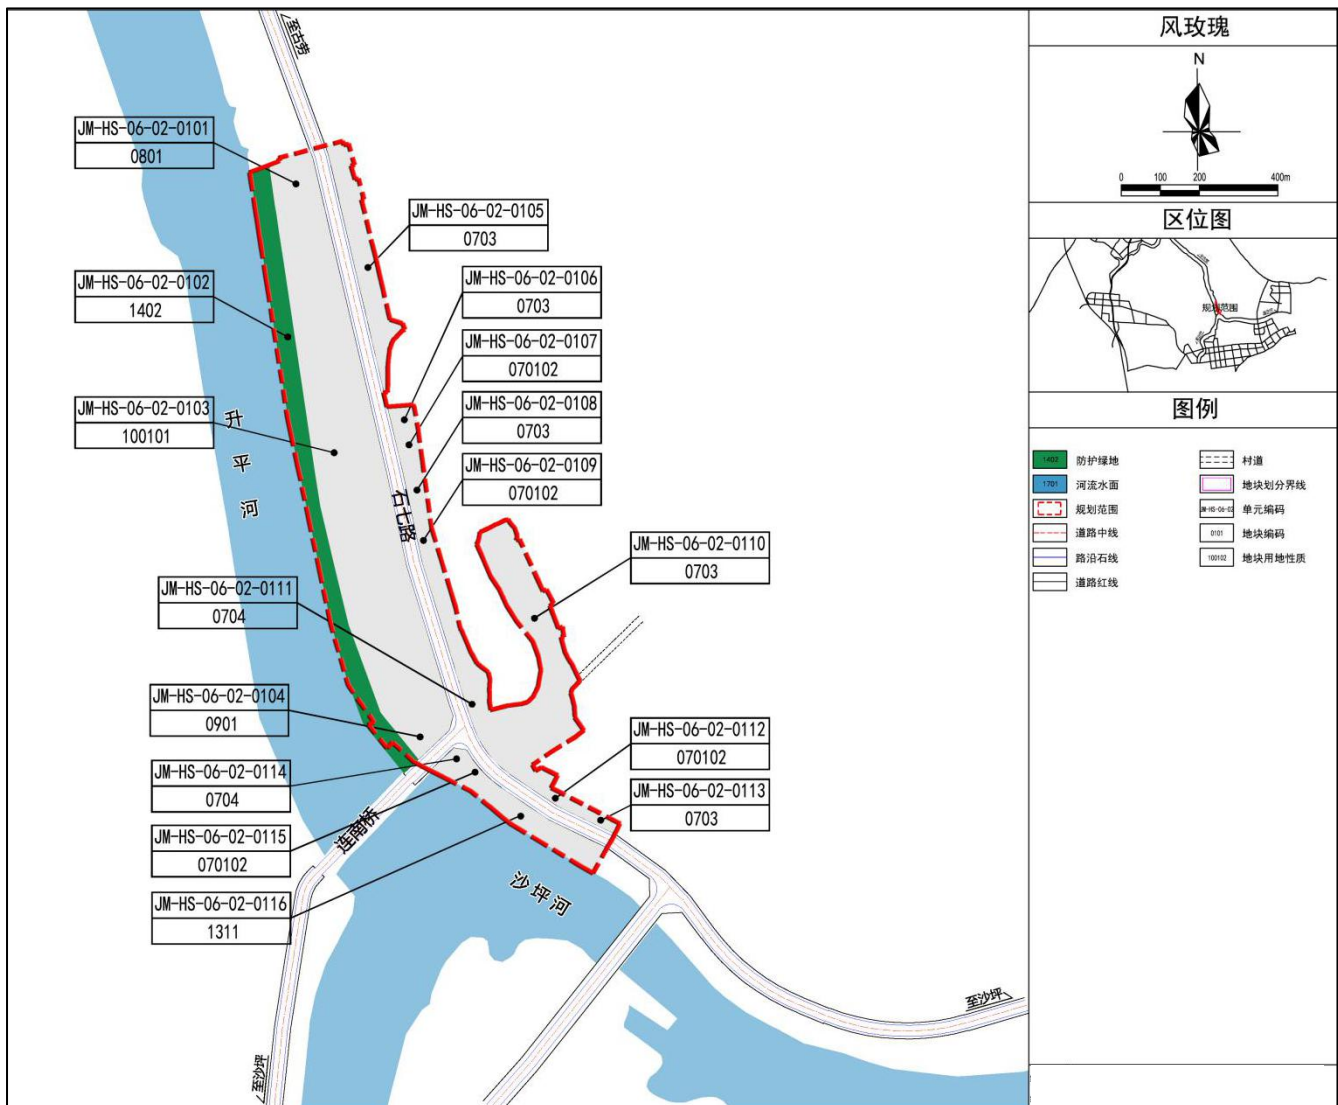 至古劳
JM-HS-06-02-0101
0801
JM-HS-06-02-0105
0703
JM-HS-06-02-0106
0703
JM-HS-06-02-0102
1402
JM-HS-06-02-0107
070102
JM-HS-06-02-0108
0703
JM-HS-06-02-0103
100101
JM-HS-06-02-0109
070102
升平河
石七路
JM-HS-06-02-0110
0703
JM-HS-06-02-0111
0704
JM-HS-06-02-0104
0901
JM-HS-06-02-0112
070102
JM-HS-06-02-0114
0704
JM-HS-06-02-0113
0703
JM-HS-06-02-0115
070102
连南桥
JM-HS-06-02-0116
1311
沙坪河
至沙坪
至沙坪
风玫瑰
N
0 100 200 400m
区位图
规划范围
图例
1402 防护绿地
1701 河流水面
规划范围
道路中线
路沿石线
道路红线
村道
地块划分界线
JM-HS-06-02 单元编码
0101 地块编码
100102 地块用地性质